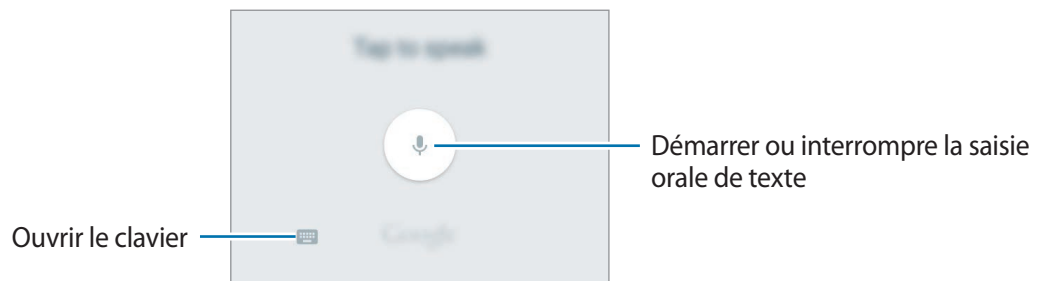 Tap to speak
Démarrer ou interrompre la saisie
orale de texte
Ouvrir le clavier
Google